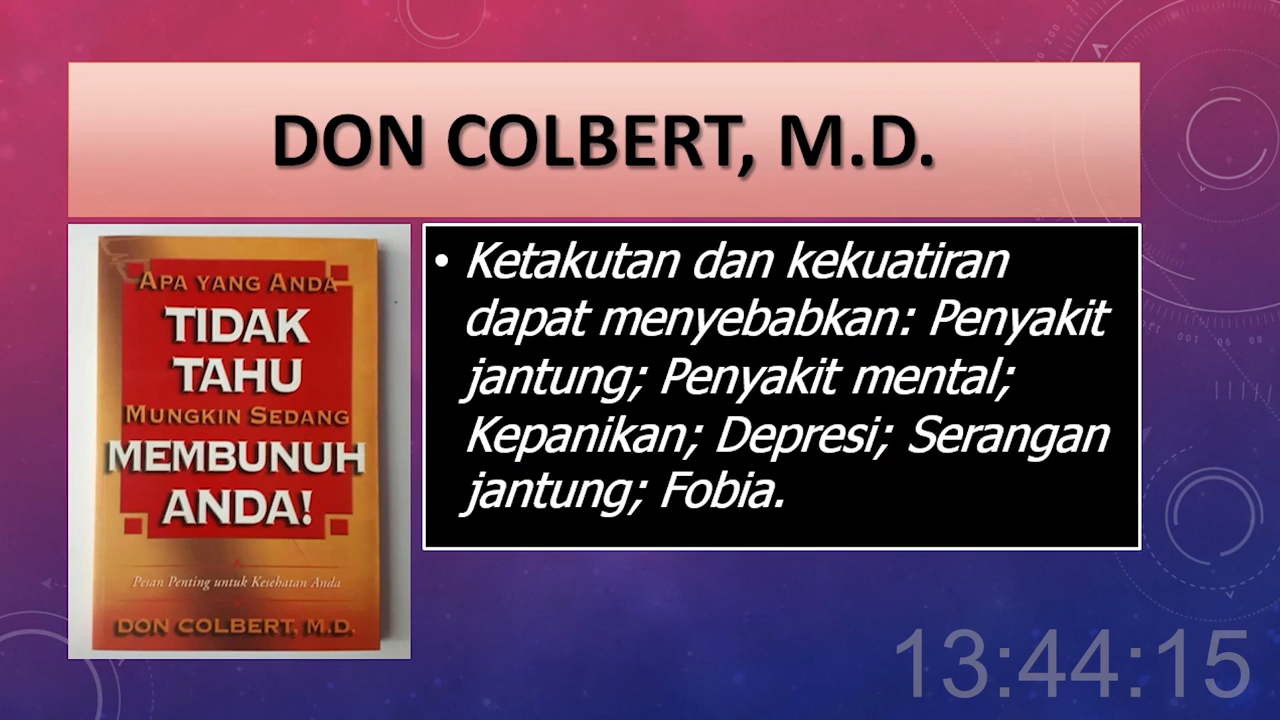 DON COLBERT, M.D.
APA YANG ANDA
TIDAK
TAHU
MUNGKIN SEDANG
MEMBUNUH
ANDA!
Pesan Penting untuk Kesehatan Anda
DON COLBERT, M.D.
• Ketakutan dan kekuatiran
dapat menyebabkan: Penyakit
jantung; Penyakit mental;
Kepanikan; Depresi; Serangan
jantung; Fobia.
13:44:15